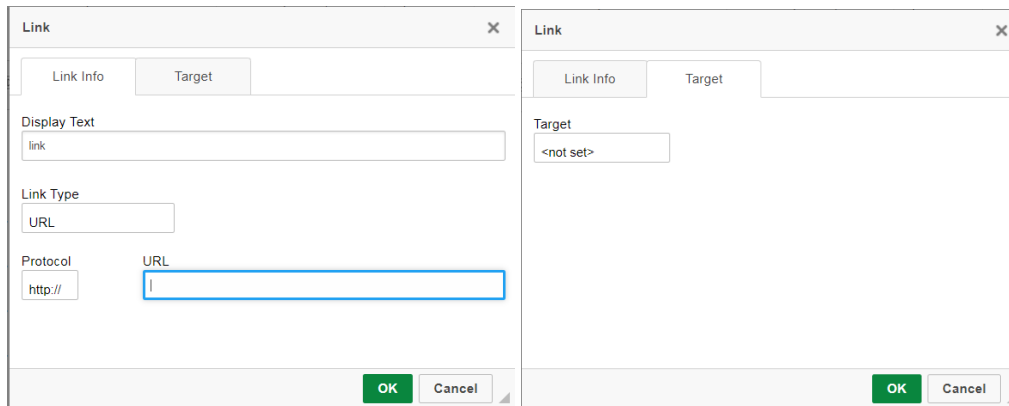 Link
Link Info Target
Display Text
link
Link Type
URL
Protocol URL
http://
OK Cancel
Link
Link Info Target
Target
<not set>
OK Cancel